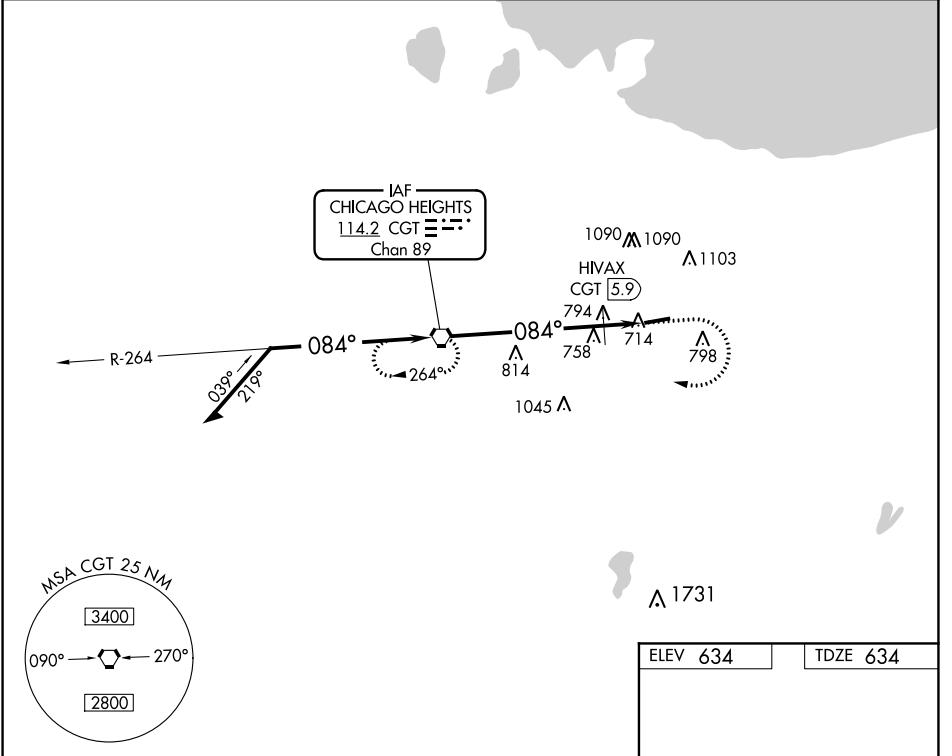 IAF
CHICAGO HEIGHTS
114.2 CGT
Chan 89
1090 1090
1103
HIVAX
CGT 5.9
794
R-264
084°
084°
758
714
798
814
264°
039°
219°
1045
1731
MSA CGT 25 NM
3400
090° 270°
2800
ELEV 634
TDZE 634